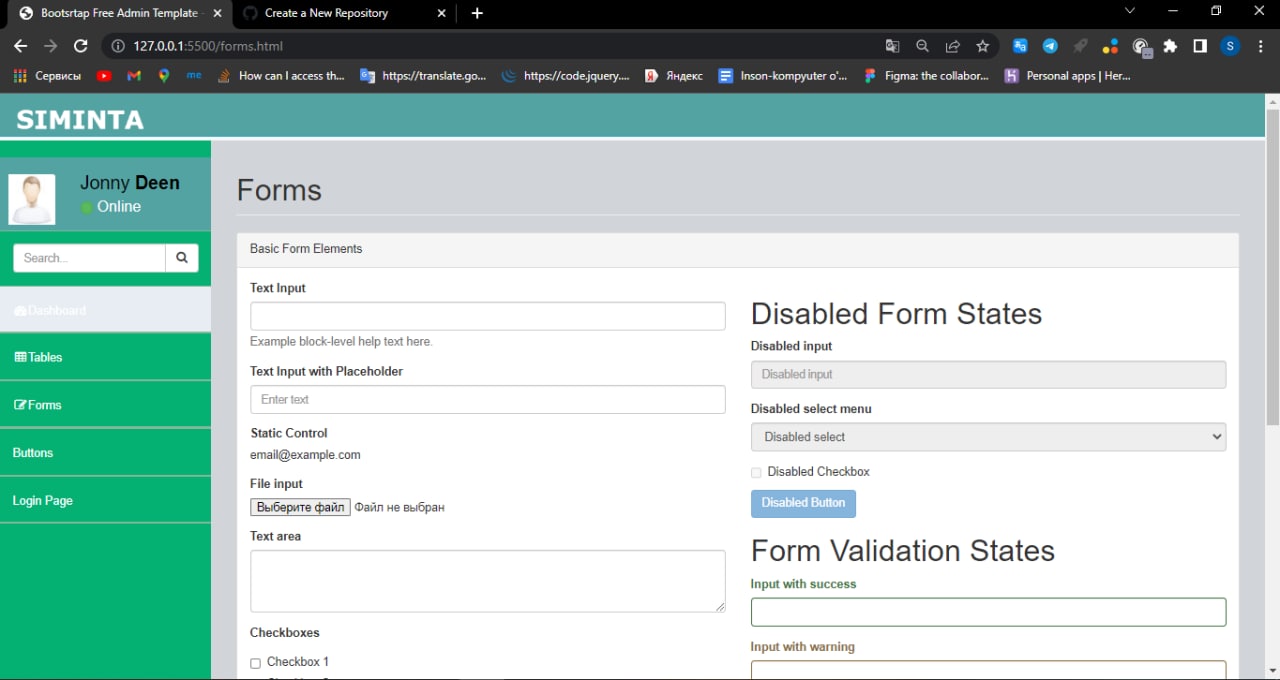 Bootsrtap Free Admin Template -
Create a New Repository
127.0.0.1:5500/forms.html
S
Сервисы
me
How can I access th...
https://translate.go...
https://code.jquery....
Яндекс
Inson-kompyuter o'...
Figma: the collabor...
Personal apps | Her...
SIMINTA
Jonny Deen
Online
Search...
Dashboard
Tables
Forms
Buttons
Login Page
Forms
Basic Form Elements
Text Input
Example block-level help text here.
Text Input with Placeholder
Enter text
Static Control
email@example.com
File input
Выберите файл Файл не выбран
Text area
Checkboxes
Checkbox 1
Disabled Form States
Disabled input
Disabled input
Disabled select menu
Disabled select
Disabled Checkbox
Disabled Button
Form Validation States
Input with success
Input with warning